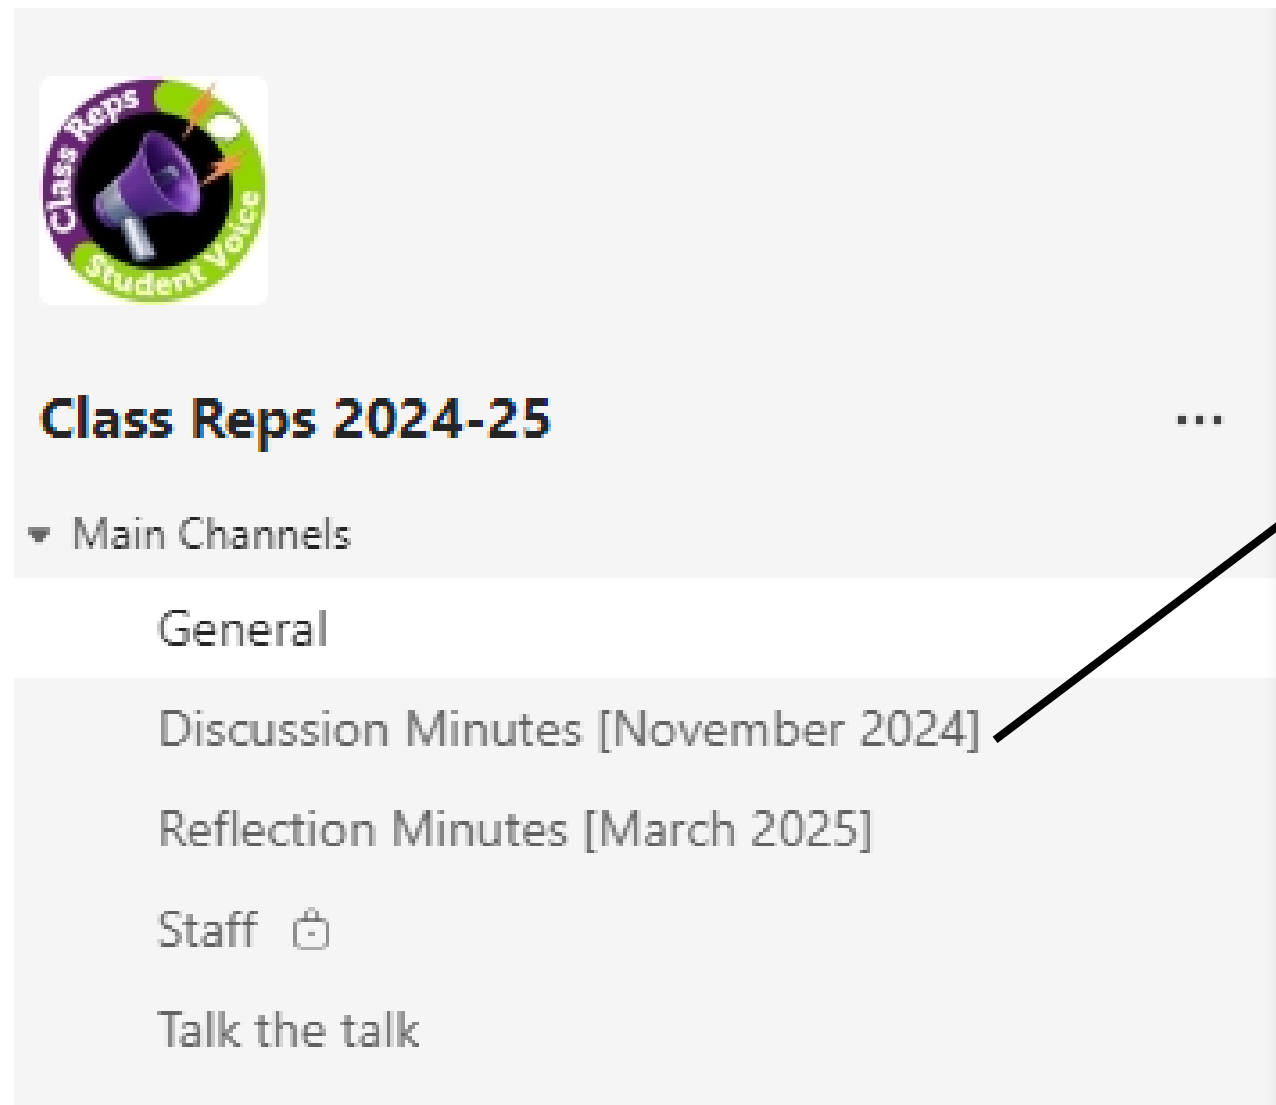 Class Reps
Student Voice
Class Reps 2024-25
Main Channels
General
Discussion Minutes [November 2024]
Reflection Minutes [March 2025]
Staff
Talk the talk